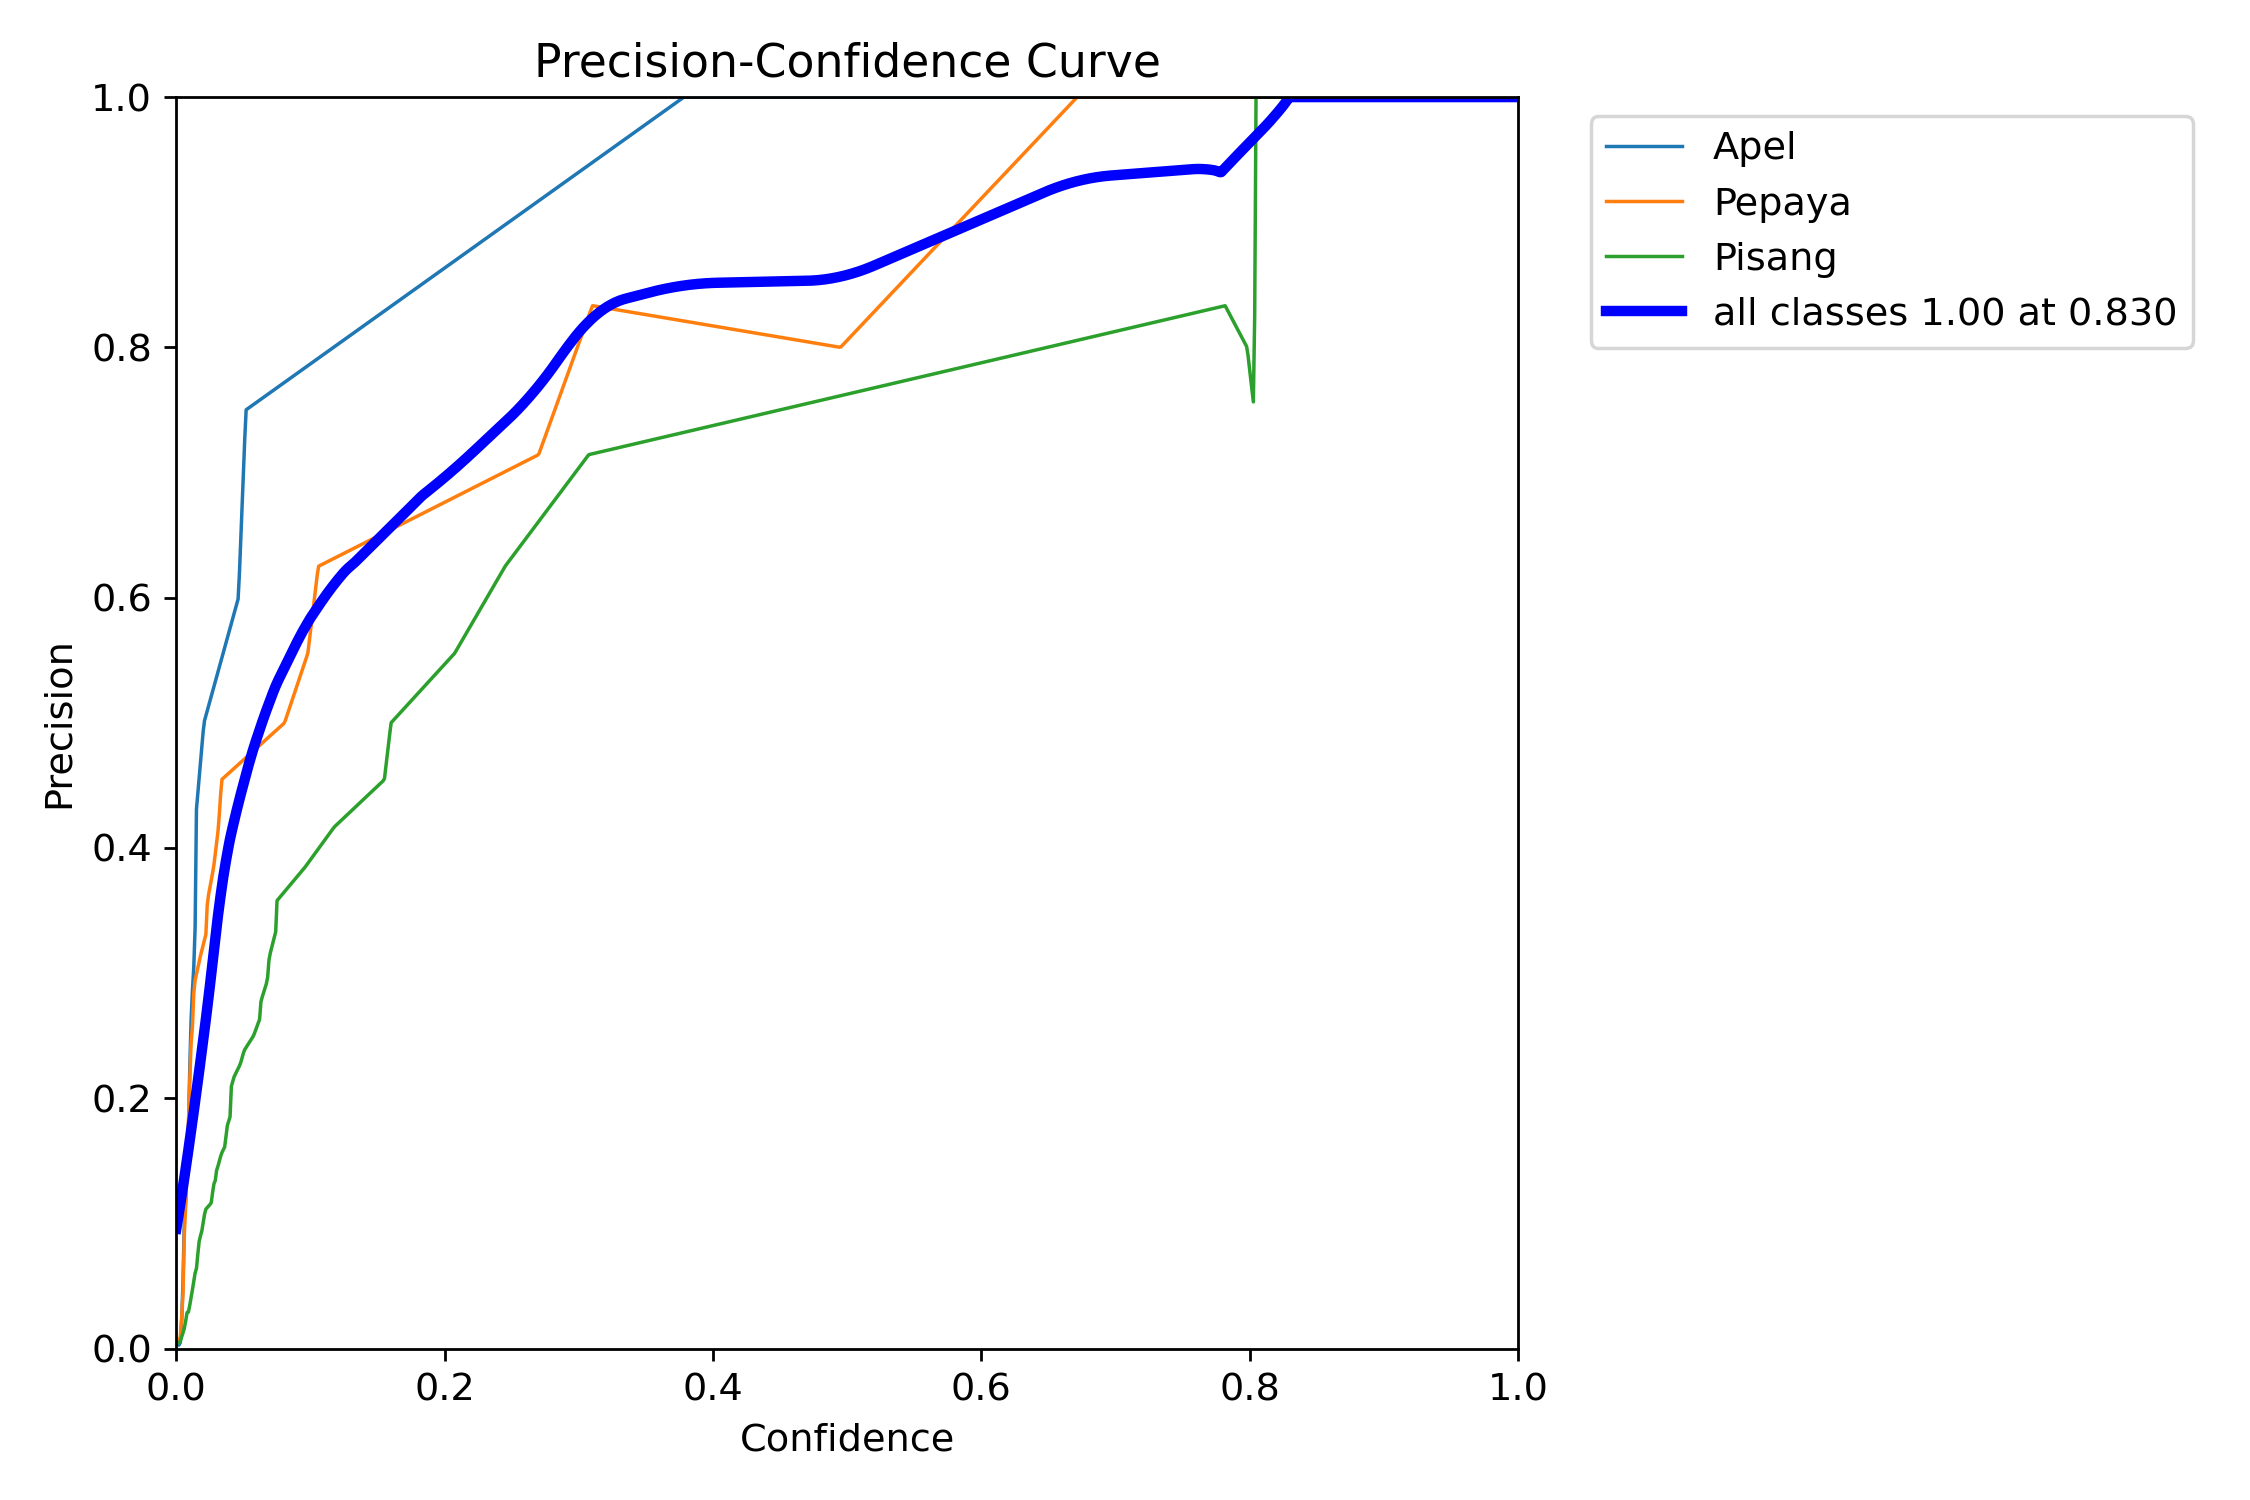 Precision-Confidence Curve
1.0
0.8
0.6
0.4
0.2
0.0
Precision
0.0 0.2 0.4 0.6 0.8 1.0
Confidence
Apel
Pepaya
Pisang
all classes 1.00 at 0.830